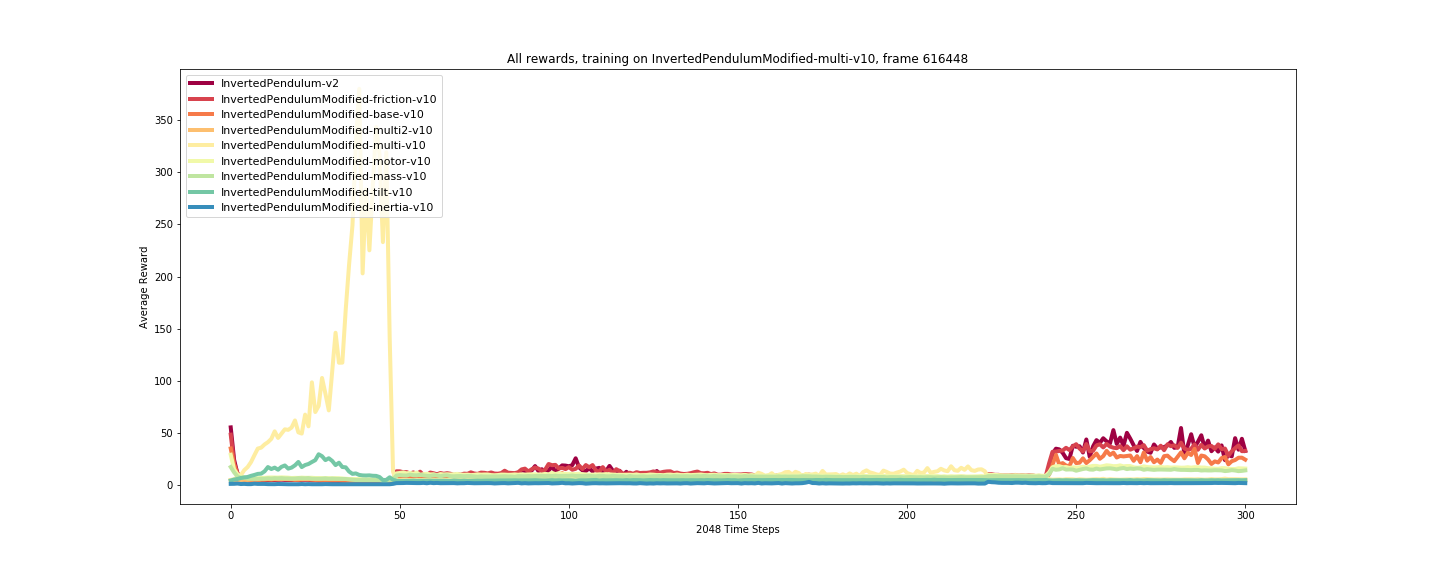 All rewards, training on InvertedPendulumModified-multi-v10, frame 616448
InvertedPendulum-v2
InvertedPendulumModified-friction-v10
InvertedPendulumModified-base-v10
InvertedPendulumModified-multi2-v10
InvertedPendulumModified-multi-v10
InvertedPendulumModified-motor-v10
InvertedPendulumModified-mass-v10
InvertedPendulumModified-tilt-v10
InvertedPendulumModified-inertia-v10
Average Reward
350
300
250
200
150
100
50
0
0 50 100 150 200 250 300
2048 Time Steps